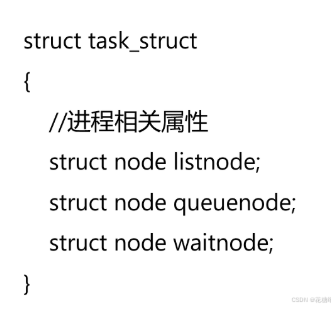 struct task_struct
{
//进程相关属性
struct node listnode;
struct node queuenode;
struct node waitnode;
}